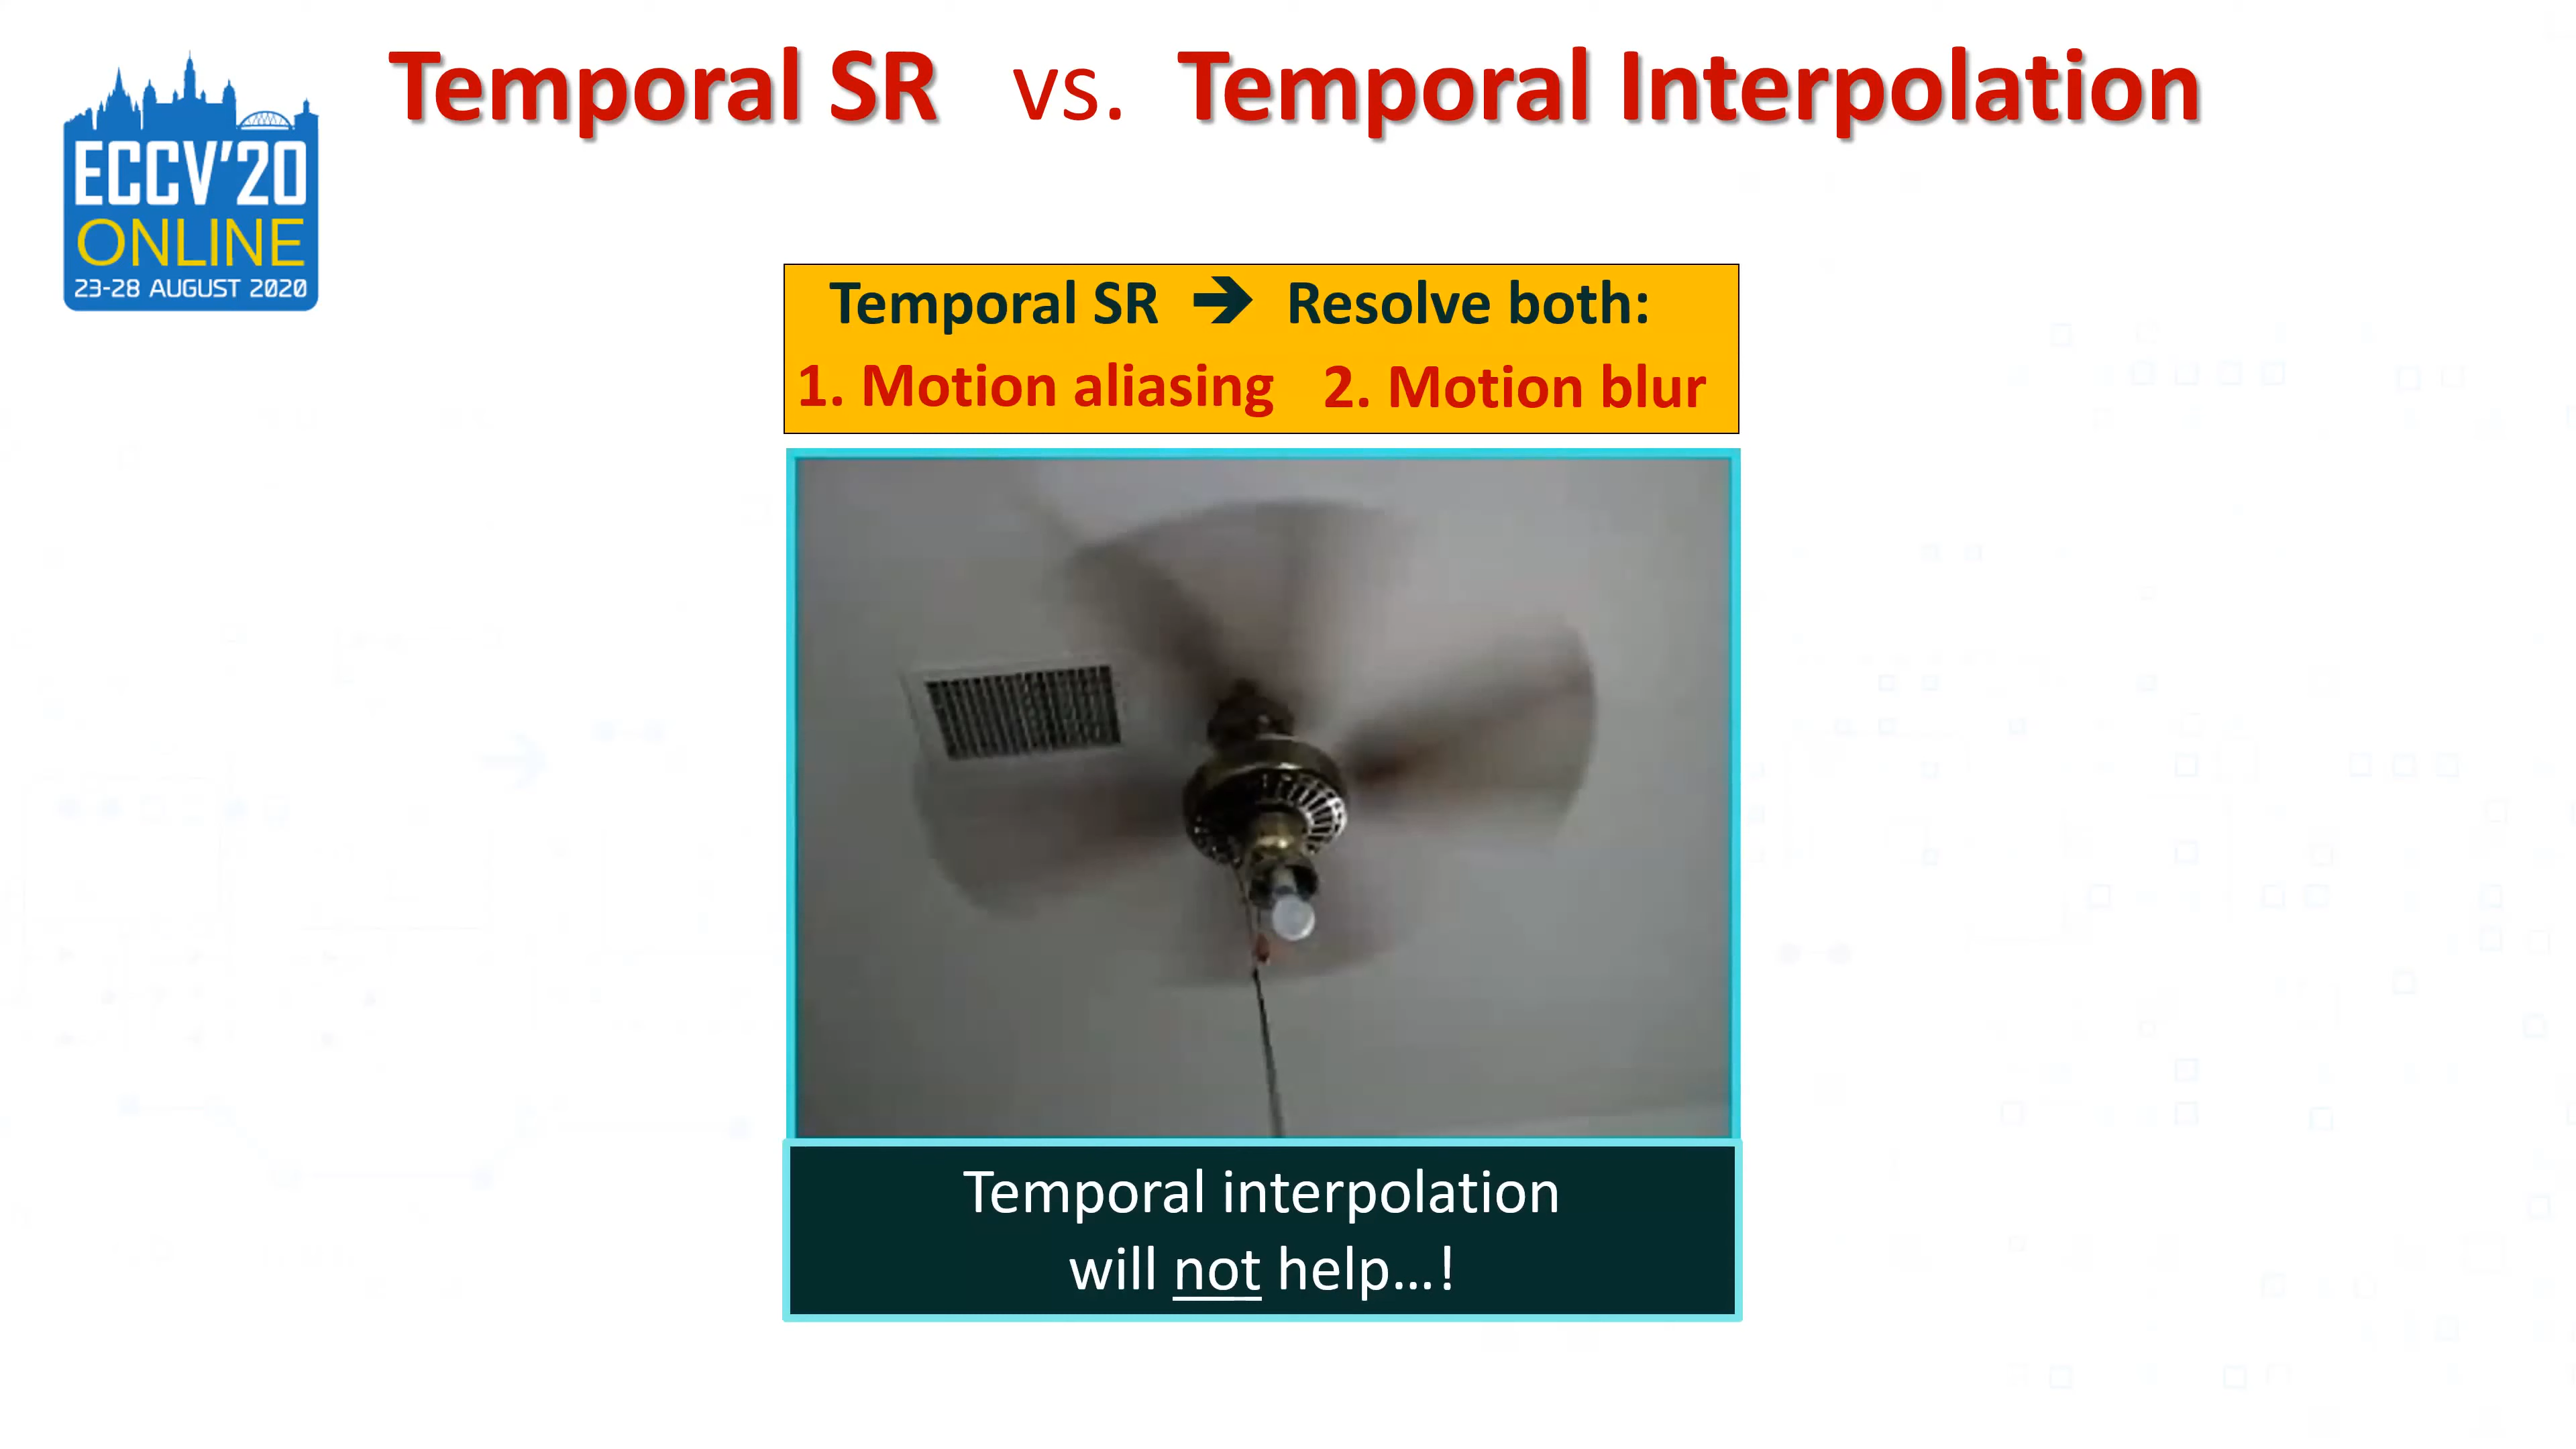 Temporal SR vs. Temporal Interpolation
ECCV'20
ONLINE
23-28 AUGUST 2020
Temporal SR ➔ Resolve both:
1. Motion aliasing 2. Motion blur
Temporal interpolation
will not help...!